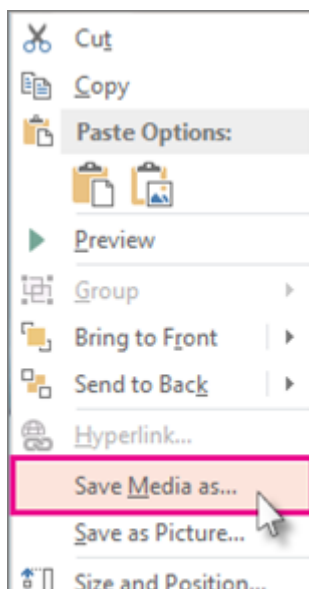 Cut
Copy
Paste Options:
Preview
Group
Bring to Front
Send to Back
Hyperlink...
Save Media as...
Save as Picture...
Size and Position...